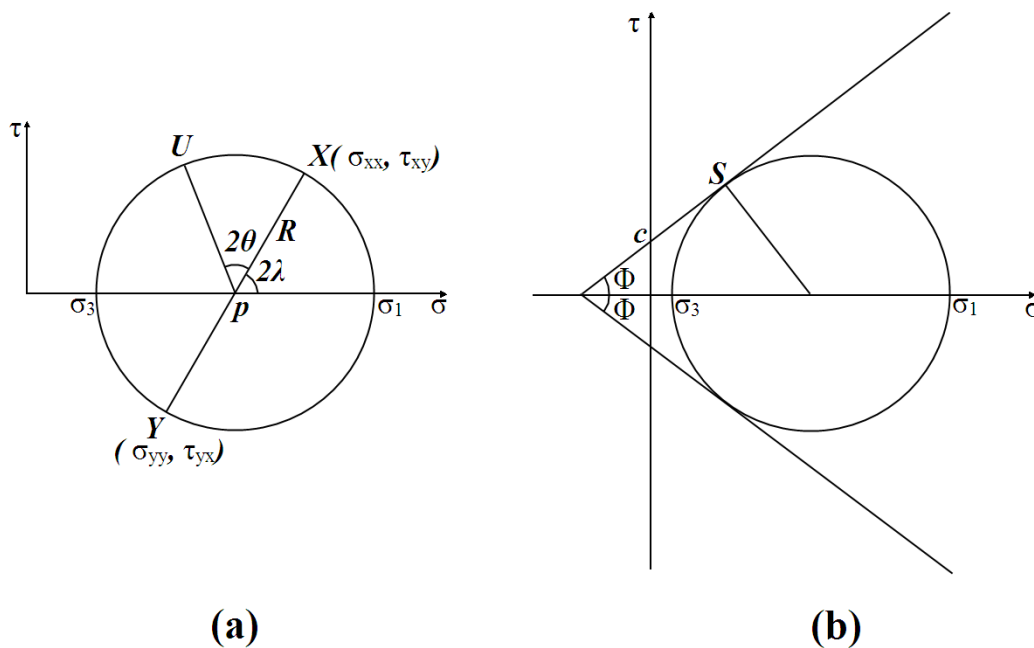 τ
U
X( σxx, τxy)
2θ
R
2λ
σ3
p
σ1
σ
Y
( σyy, τyx)
(a)
τ
S
c
Φ
Φ
σ3
σ1
σ
(b)